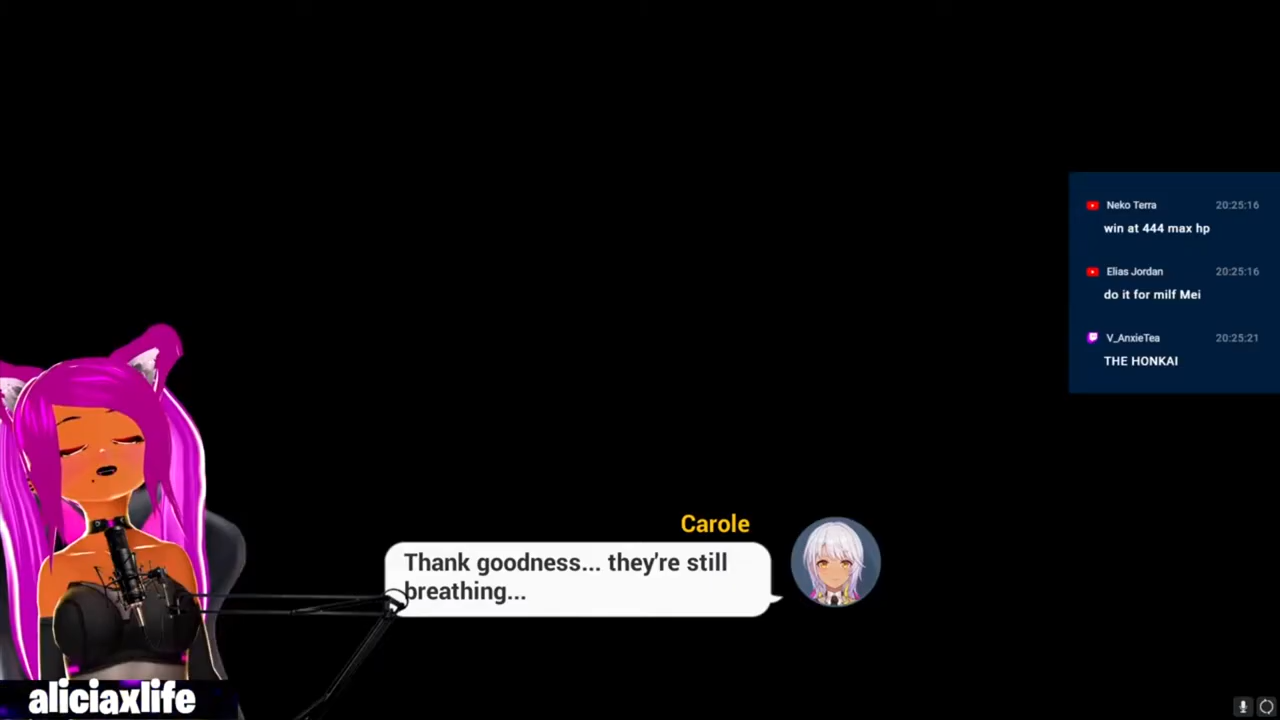 Neko Terra 20:25:16
win at 444 max hp
Elias Jordan 20:25:16
do it for milf Mei
V_AnxieTea 20:25:21
THE HONKAI
Carole
Thank goodness... they're still
breathing...
aliciaxlife